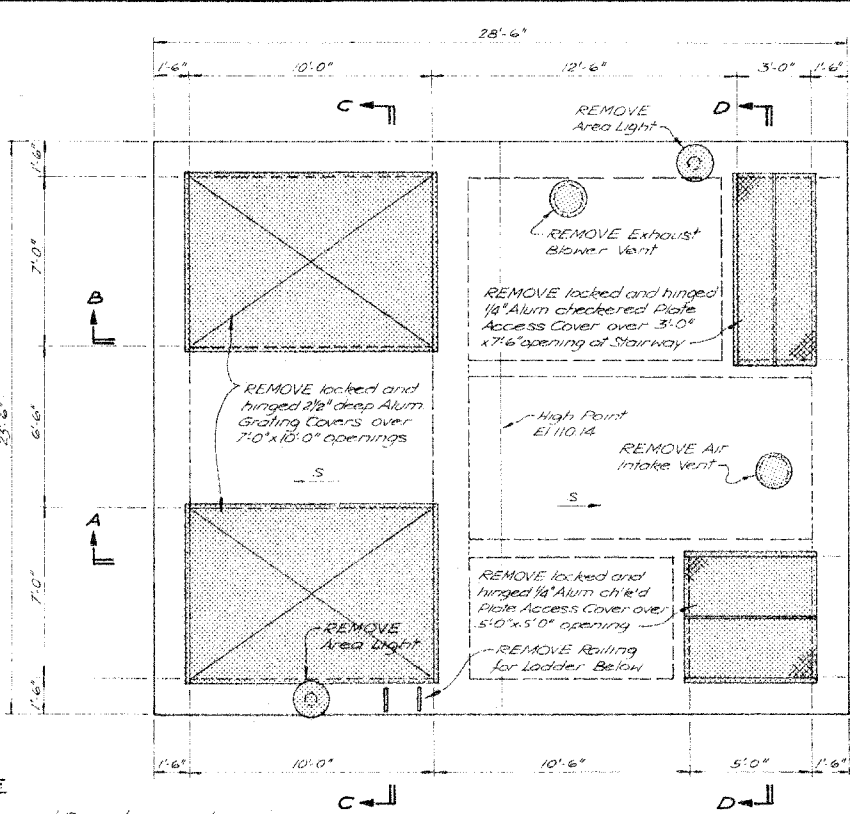 28'-6"
1'-6" 10'-0" 12'-6" 3'-0" 1'-6"
C D
REMOVE
Area Light
1'-6"
7'-0"
6'-6"
7'-0"
1'-6"
23'-6"
B
A
REMOVE Exhaust
Blower Vent
REMOVE locked and hinged
1/4" Alum checkered Plate
Access Cover over 3'-0"
x7'-6" opening at Stairway
REMOVE locked and
hinged 2 1/2" deep Alum.
Grating Covers over
7'-0"x10'-0" openings
High Point
El 110.14
REMOVE Air
Intake Vent
S
S
REMOVE locked and
hinged 1/4" Alum ch'k'd
Plate Access Cover over
5'-0"x5'-0" opening
REMOVE
Area Light
REMOVE Railing
for Ladder Below
1'-6" 10'-0" 10'-6" 5'-0" 1'-6"
C D